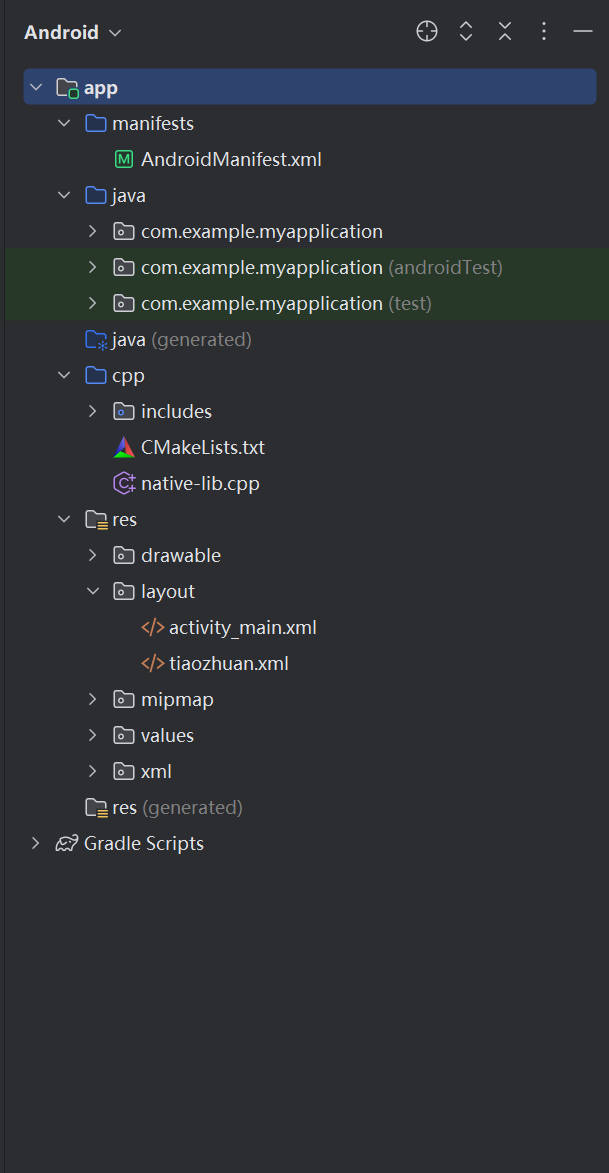 Android
app
manifests
AndroidManifest.xml
java
com.example.myapplication
com.example.myapplication (androidTest)
com.example.myapplication (test)
java (generated)
cpp
includes
CMakeLists.txt
native-lib.cpp
res
drawable
layout
activity_main.xml
tiaozhuan.xml
mipmap
values
xml
res (generated)
Gradle Scripts